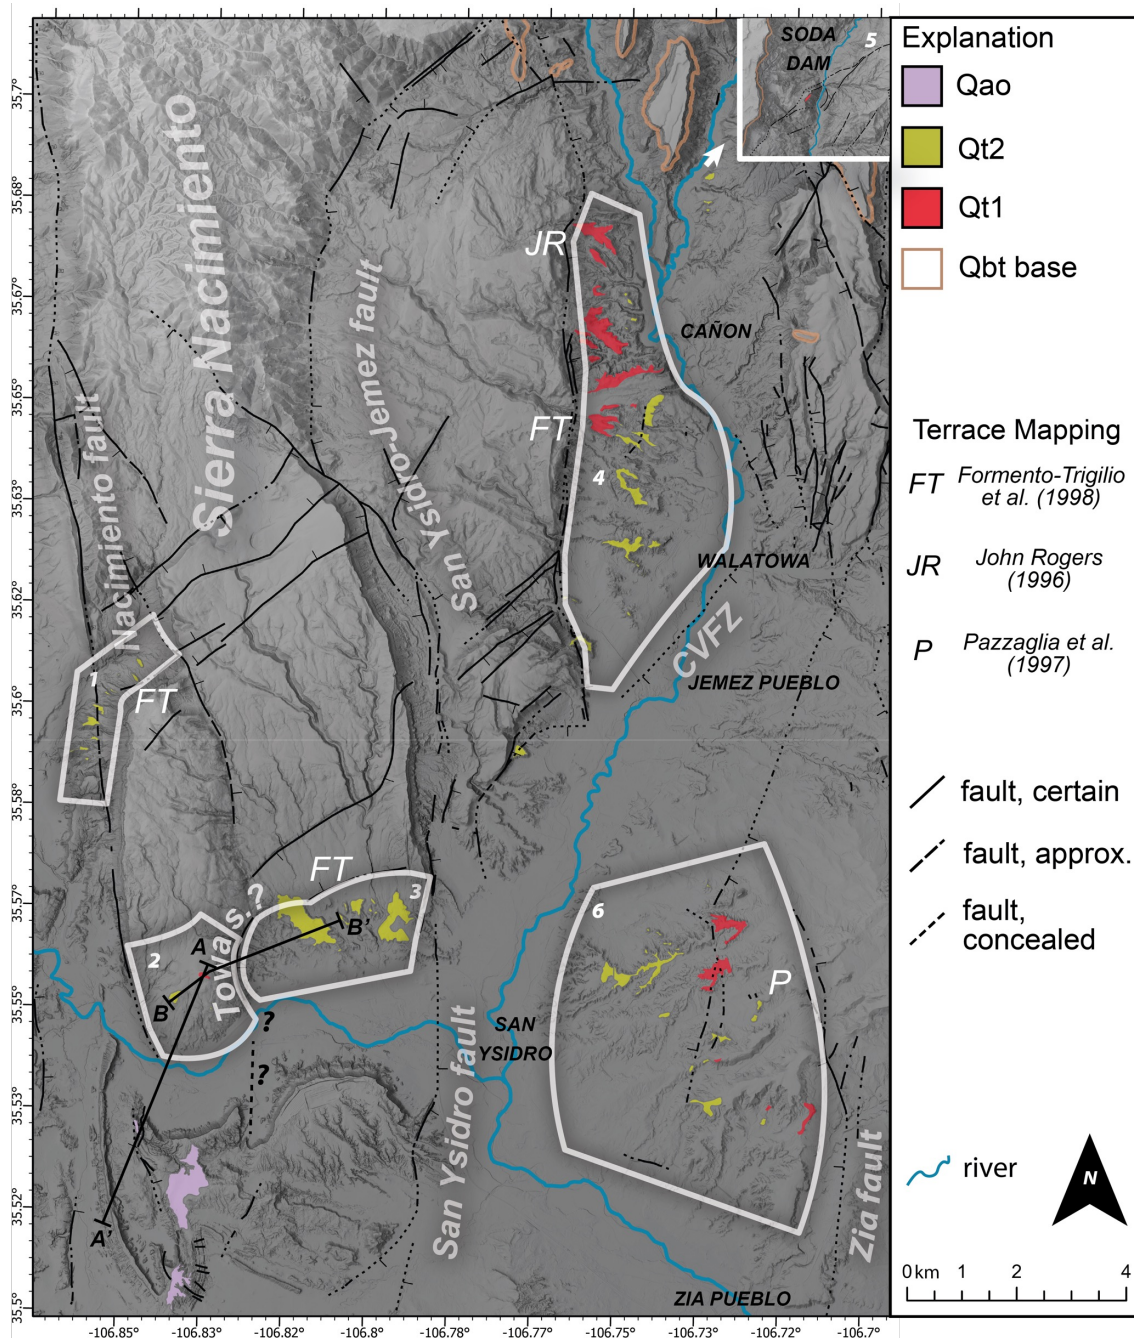 SODA
DAM
5
Explanation
Qao
Qt2
Qt1
Qbt base
Sierra Nacimiento
Nacimiento fault
San Ysidro-Jemez fault
JR
CAÑON
FT
4
WALATOWA
CVFZ
JEMEZ PUEBLO
1
FT
Terrace Mapping
FT Formento-Trigilio
et al. (1998)
JR John Rogers
(1996)
P Pazzaglia et al.
(1997)
fault, certain
fault, approx.
fault,
concealed
FT
3
B'
Towa s.?
A
2
B
?
?
6
P
SAN
YSIDRO
San Ysidro fault
Zia fault
A'
ZIA PUEBLO
river
N
0 km 1 2 4
35.7°
35.68°
35.67°
35.65°
35.63°
35.62°
35.6°
35.58°
35.57°
35.55°
35.53°
35.52°
35.5°
-106.85° -106.83° -106.82° -106.8° -106.78° -106.77° -106.75° -106.73° -106.72° -106.7°